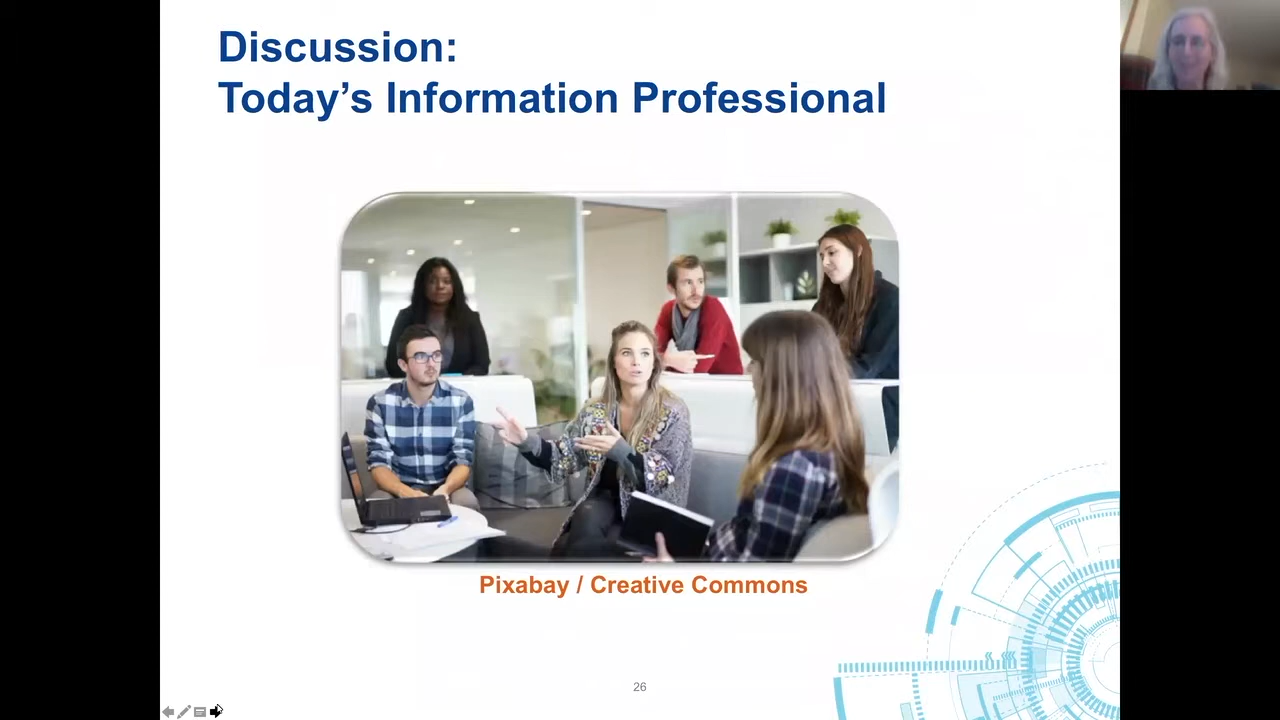 Discussion:
Today’s Information Professional
Pixabay / Creative Commons
26